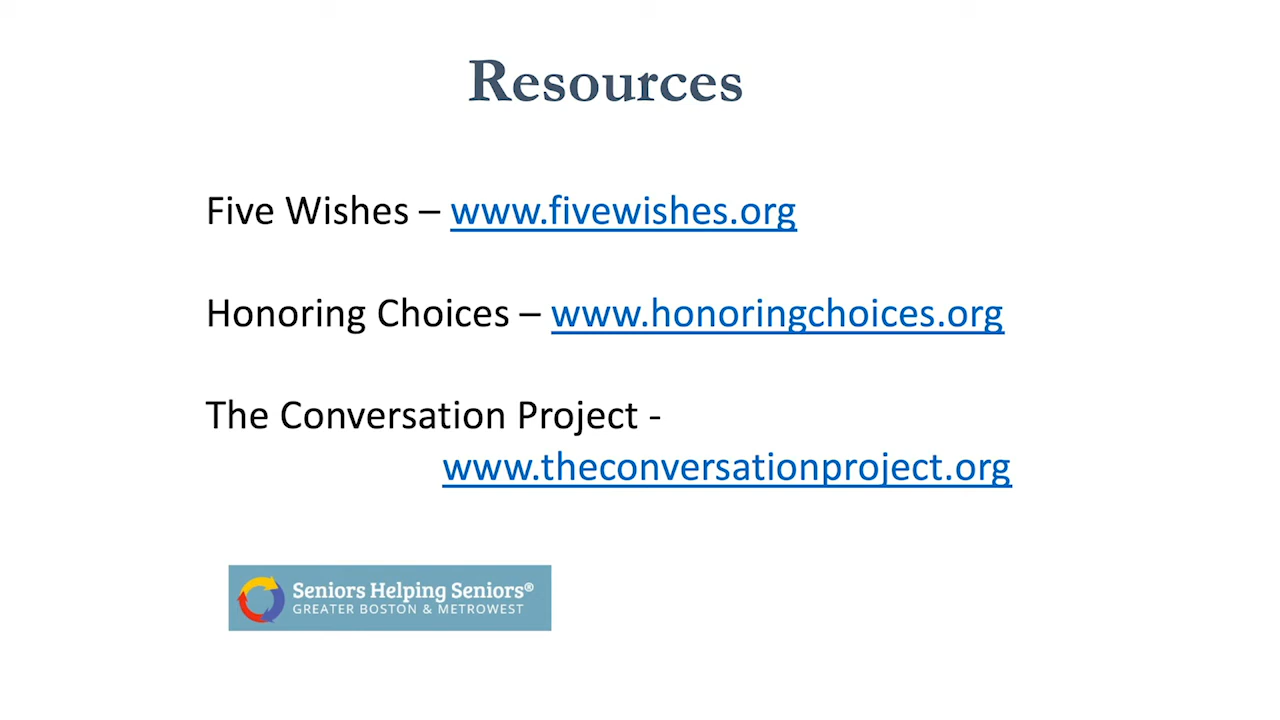 Resources
Five Wishes – www.fivewishes.org
Honoring Choices – www.honoringchoices.org
The Conversation Project -
www.theconversationproject.org
Seniors Helping Seniors®
GREATER BOSTON & METROWEST